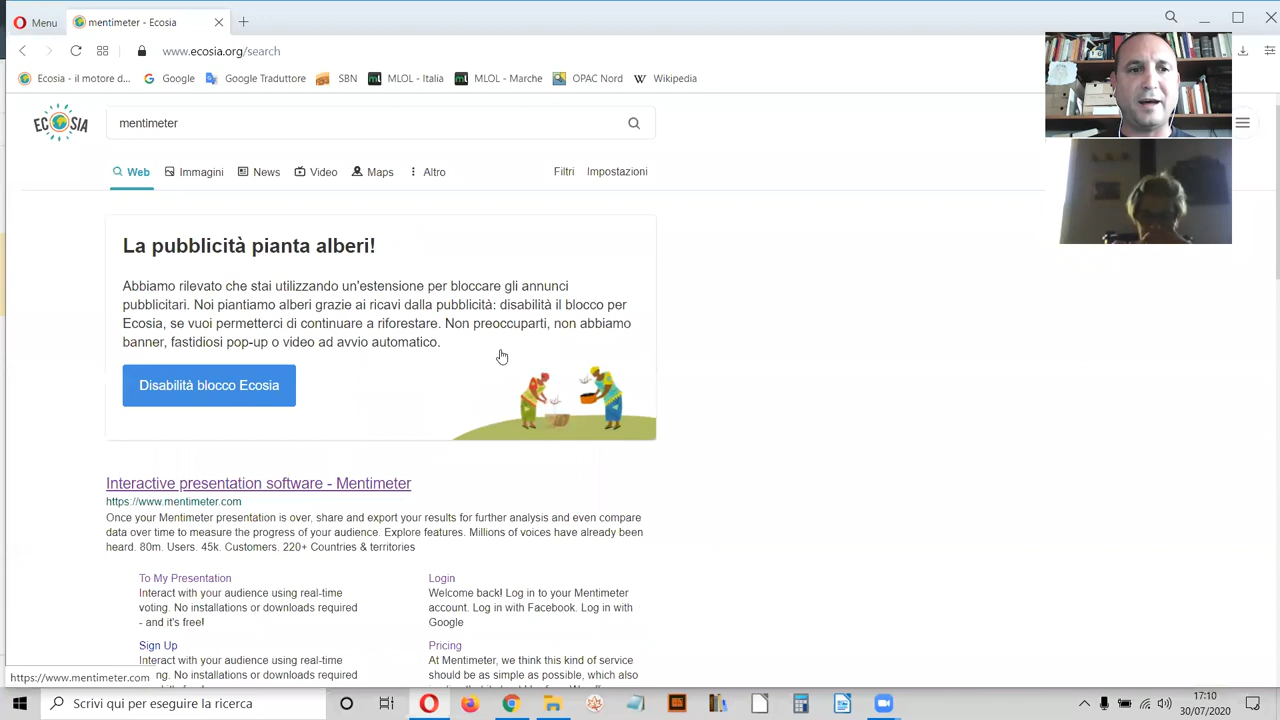 Menu
mentimeter - Ecosia
www.ecosia.org/search
Ecosia - il motore d...
Google
Google Traduttore
SBN
MLOL - Italia
MLOL - Marche
OPAC Nord
Wikipedia
ECOSIA
mentimeter
Web
Immagini
News
Video
Maps
Altro
Filtri
Impostazioni
La pubblicità pianta alberi!
Abbiamo rilevato che stai utilizzando un'estensione per bloccare gli annunci
pubblicitari. Noi piantiamo alberi grazie ai ricavi dalla pubblicità: disabilità il blocco per
Ecosia, se vuoi permetterci di continuare a riforestare. Non preoccuparti, non abbiamo
banner, fastidiosi pop-up o video ad avvio automatico.
Disabilità blocco Ecosia
Interactive presentation software - Mentimeter
https://www.mentimeter.com
Once your Mentimeter presentation is over, share and export your results for further analysis and even compare
data over time to measure the progress of your audience. Explore features. Millions of voices have already been
heard. 80m. Users. 45k. Customers. 220+ Countries & territories
To My Presentation
Interact with your audience using real-time
voting. No installations or downloads required
- and it's free!
Login
Welcome back! Log in to your Mentimeter
account. Log in with Facebook. Log in with
Google
Sign Up
Interact with your audience using real-time
ng. No installations or downloads required
Pricing
At Mentimeter, we think this kind of service
should be as simple as possible, which also
https://www.mentimeter.com
Scrivi qui per eseguire la ricerca
17:10
30/07/2020